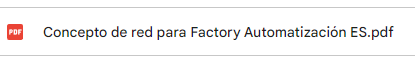 PDF
Concepto de red para Factory Automatización ES.pdf